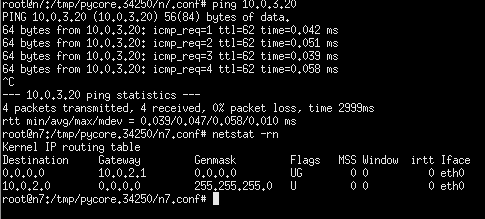 root@n7:/tmp/pycore.34250/n7.conf# ping 10.0.3.20
PING 10.0.3.20 (10.0.3.20) 56(84) bytes of data.
64 bytes from 10.0.3.20: icmp_req=1 ttl=62 time=0.042 ms
64 bytes from 10.0.3.20: icmp_req=2 ttl=62 time=0.051 ms
64 bytes from 10.0.3.20: icmp_req=3 ttl=62 time=0.039 ms
64 bytes from 10.0.3.20: icmp_req=4 ttl=62 time=0.058 ms
^C
--- 10.0.3.20 ping statistics ---
4 packets transmitted, 4 received, 0% packet loss, time 2999ms
rtt min/avg/max/mdev = 0.039/0.047/0.058/0.010 ms
root@n7:/tmp/pycore.34250/n7.conf# netstat -rn
Kernel IP routing table
Destination Gateway Genmask Flags MSS Window irtt Iface
0.0.0.0 10.0.2.1 0.0.0.0 UG 0 0 0 eth0
10.0.2.0 0.0.0.0 255.255.255.0 U 0 0 0 eth0
root@n7:/tmp/pycore.34250/n7.conf#